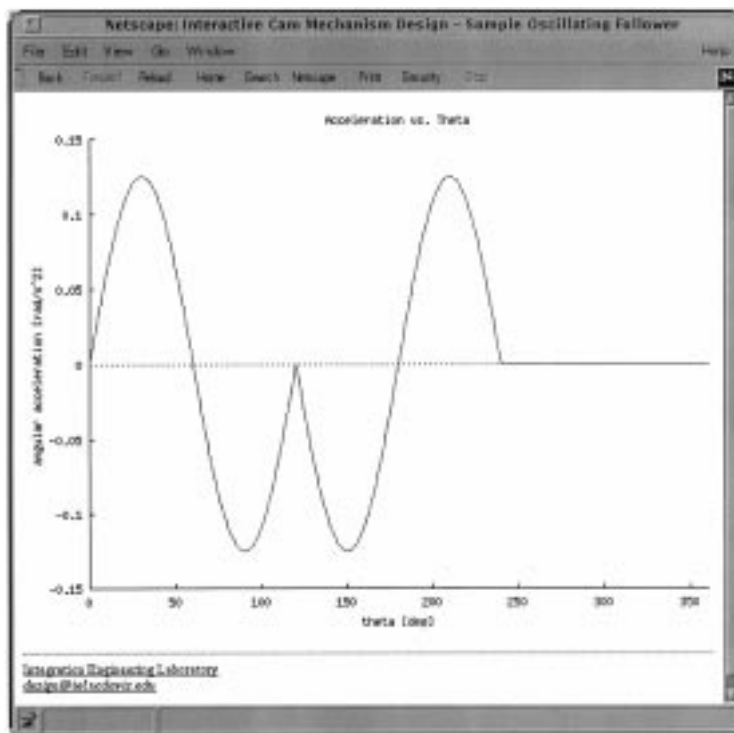 Netscape: Interactive Cam Mechanism Design - Sample Oscillating Follower
File Edit View Go Window Help
Back Forward Reload Home Search Netscape Print Security Stop
Acceleration vs. Theta
0.15
0.1
0.05
0
-0.05
-0.1
-0.15
Angular acceleration [rad/s^2]
0 50 100 150 200 250 300 350
theta [deg]
Integration Engineering Laboratory